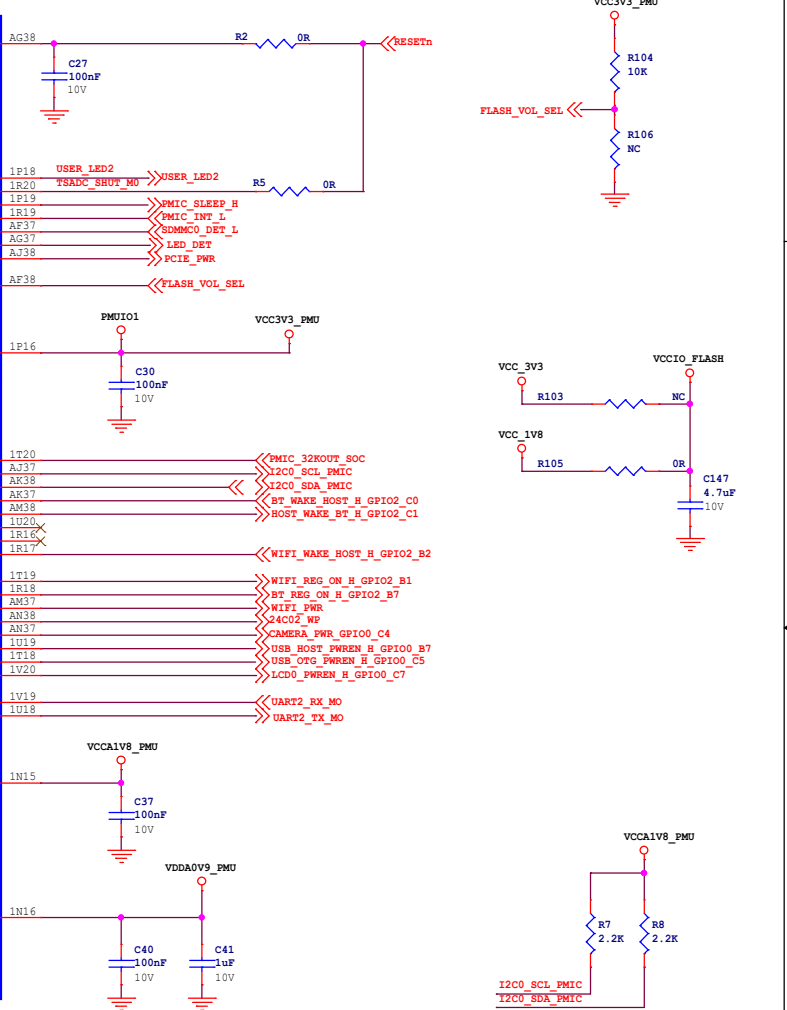 VCC3V3_PMU
AG38
R2
0R
RESETn
C27
100nF
10V
R104
10K
FLASH_VOL_SEL
R106
NC
1P18
USER_LED2
USER_LED2
1R20
TSADC_SHUT_M0
R5
0R
1P19
PMIC_SLEEP_H
1R19
PMIC_INT_L
AF37
SDMMC0_DET_L
AG37
LED_DET
AJ38
PCIE_PWR
AF38
FLASH_VOL_SEL
PMUIO1
VCC3V3_PMU
1P16
C30
100nF
10V
VCC_3V3
VCCIO_FLASH
R103
NC
VCC_1V8
R105
0R
C147
4.7uF
10V
1T20
PMIC_32KOUT_SOC
AJ37
I2C0_SCL_PMIC
AK38
I2C0_SDA_PMIC
AK37
BT_WAKE_HOST_H_GPIO2_C0
AM38
HOST_WAKE_BT_H_GPIO2_C1
1U20
1R16
1R17
WIFI_WAKE_HOST_H_GPIO2_B2
1T19
WIFI_REG_ON_H_GPIO2_B1
1R18
BT_REG_ON_H_GPIO2_B7
AM37
WIFI_PWR
AN38
24C02_WP
AN37
CAMERA_PWR_GPIO0_C4
1U19
USB_HOST_PWREN_H_GPIO0_B7
1T18
USB_OTG_PWREN_H_GPIO0_C5
1V20
LCD0_PWREN_H_GPIO0_C7
1V19
UART2_RX_MO
1U18
UART2_TX_MO
VCCA1V8_PMU
1N15
C37
100nF
10V
VDDA0V9_PMU
1N16
C40
100nF
10V
C41
1uF
10V
VCCA1V8_PMU
R7
2.2K
R8
2.2K
I2C0_SCL_PMIC
I2C0_SDA_PMIC